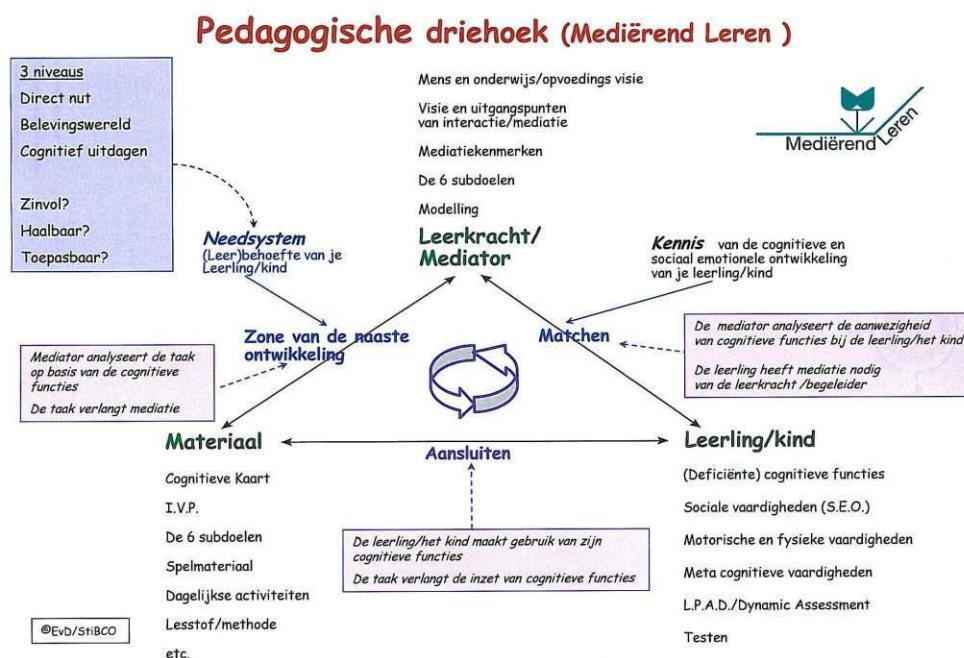 Pedagogische driehoek (Mediërend Leren )
3 niveaus
Direct nut
Belevingswereld
Cognitief uitdagen
Zinvol?
Haalbaar?
Toepasbaar?
Mens en onderwijs/opvoedings visie
Visie en uitgangspunten
van interactie/mediatie
Mediatiekenmerken
De 6 subdoelen
Modelling
Leerkracht/
Mediator
Mediërend Leren
Needsystem
(Leer)behoefte van je
Leerling/kind
Kennis van de cognitieve en
sociaal emotionele ontwikkeling
van je leerling/kind
Zone van de naaste
ontwikkeling
Matchen
Mediator analyseert de taak
op basis van de cognitieve
functies
De taak verlangt mediatie
De mediator analyseert de aanwezigheid
van cognitieve functies bij de leerling/het kind
De leerling heeft mediatie nodig
van de leerkracht /begeleider
Materiaal
Aansluiten
Leerling/kind
Cognitieve Kaart
I.V.P.
De 6 subdoelen
Spelmateriaal
Dagelijkse activiteiten
Lesstof/methode
etc.
De leerling/het kind maakt gebruik van zijn
cognitieve functies
De taak verlangt de inzet van cognitieve functies
(Deficiënte) cognitieve functies
Sociale vaardigheden (S.E.O.)
Motorische en fysieke vaardigheden
Meta cognitieve vaardigheden
L.P.A.D./Dynamic Assessment
Testen
©EvD/StiBCO